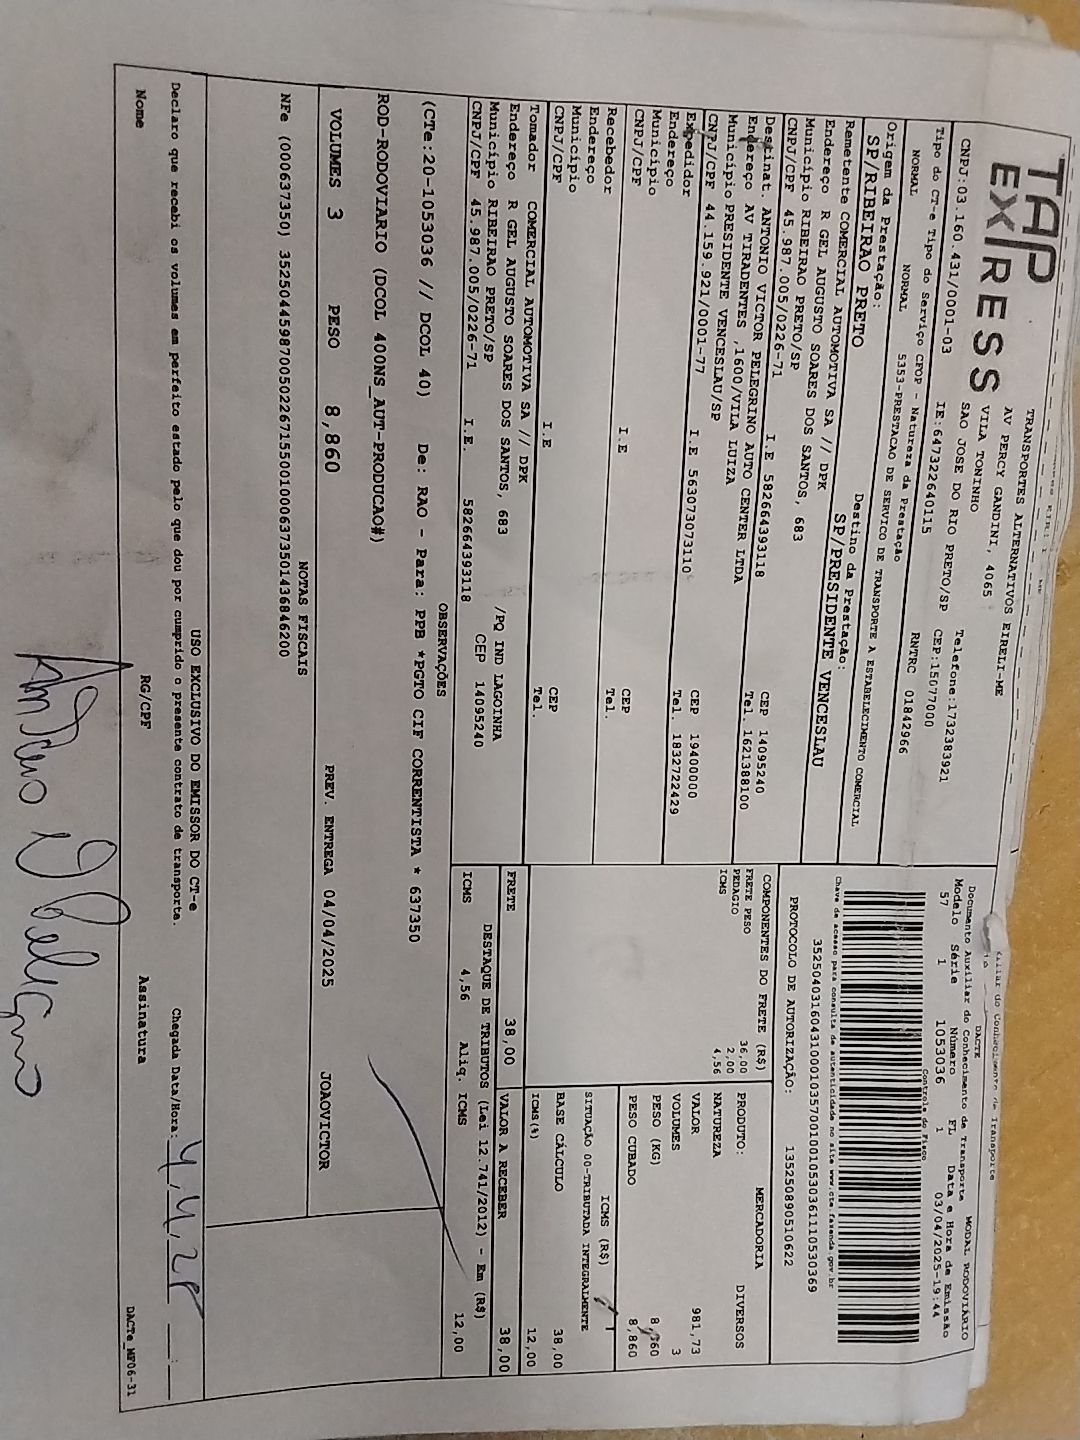 TAP
EXPRESS
TRANSPORTES ALTERNATIVOS EIRELI-ME
AV PERCY GANDINI, 4065
VILA TONINHO
SAO JOSE DO RIO PRETO/SP
Telefone:1732383921
CNPJ:03.160.431/0001-03
IE:647322640115
CEP:15077000
Tipo do CT-e Tipo do Serviço CFOP - Natureza da Prestação
RNTRC 01842966
NORMAL NORMAL 5353-PRESTACAO DE SERVICO DE TRANSPORTE A ESTABELECIMENTO COMERCIAL
Origem da Prestação:
SP/RIBEIRAO PRETO
Destino da Prestação:
SP/PRESIDENTE VENCESLAU
DACTE
Documento Auxiliar do Conhecimento de Transporte
MODAL RODOVIÁRIO
Modelo Série Número FL Data e Hora de Emissão
57 1 1053036 1 03/04/2025-19:44
Controle do Fisco
Chave de acesso para consulta de autenticidade no site www.cte.fazenda.gov.br
PROTOCOLO DE AUTORIZAÇÃO: 135250890510622
Remetente COMERCIAL AUTOMOTIVA SA // DPK
Endereço R GEL AUGUSTO SOARES DOS SANTOS, 683
Município RIBEIRAO PRETO/SP CEP 14095240
CNPJ/CPF 45.987.005/0226-71 I.E 582664393118 Tel. 1621388100
Destinat. ANTONIO VICTOR PELEGRINO AUTO CENTER LTDA
Endereço AV TIRADENTES ,1600/VILA LUIZA
Município PRESIDENTE VENCESLAU/SP CEP 19400000
CNPJ/CPF 44.159.921/0001-77 I.E 563073073110 Tel. 1832722429
Expedidor
Endereço
Município CEP
CNPJ/CPF I.E Tel.
Recebedor
Endereço
Município CEP
CNPJ/CPF I.E Tel.
Tomador COMERCIAL AUTOMOTIVA SA // DPK
Endereço R GEL AUGUSTO SOARES DOS SANTOS, 683 /PQ IND LAGOINHA
Município RIBEIRAO PRETO/SP CEP 14095240
CNPJ/CPF 45.987.005/0226-71 I.E. 582664393118
COMPONENTES DO FRETE (R$)
FRETE PESO 36,00
PEDAGIO 2,00
ICMS 4,56
FRETE 38,00
MERCADORIA
PRODUTO: DIVERSOS
NATUREZA
VALOR 981,73
VOLUMES 3
PESO (KG) 8,860
PESO CUBADO 8,860
ICMS (R$)
SITUAÇÃO 00-TRIBUTADA INTEGRALMENTE
BASE CÁLCULO 38,00
ICMS(%) 12,00
VALOR A RECEBER 38,00
DESTAQUE DE TRIBUTOS (Lei 12.741/2012) - Em (R$)
ICMS 4,56 Aliq. ICMS 12,00
OBSERVAÇÕES
(CTe:20-1053036 // DCOL 40) De: RAO - Para: PPB *PGTO CIF CORRENTISTA * 637350
ROD-RODOVIARIO (DCOL 400NS_AUT-PRODUCAO#)
VOLUMES 3 PESO 8,860 PREV. ENTREGA 04/04/2025 JOAOVICTOR
NOTAS FISCAIS
USO EXCLUSIVO DO EMISSOR DO CT-e
Declaro que recebi os volumes em perfeito estado pelo que dou por cumprido o presente contrato de transporte.
Chegada Data/Hora:
Nome RG/CPF Assinatura
DACTe_MF06-31